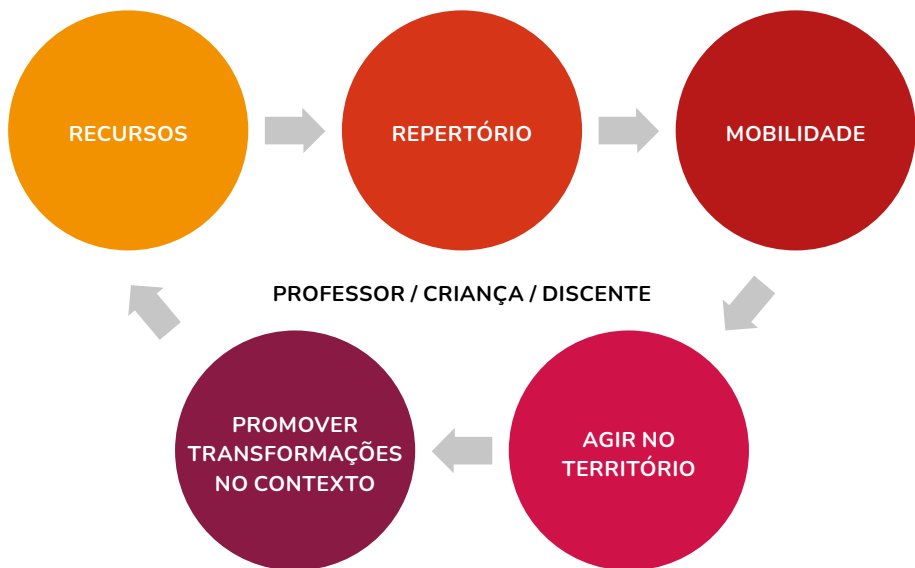 RECURSOS
REPERTÓRIO
MOBILIDADE
PROFESSOR / CRIANÇA / DISCENTE
PROMOVER
TRANSFORMAÇÕES
NO CONTEXTO
AGIR NO
TERRITÓRIO